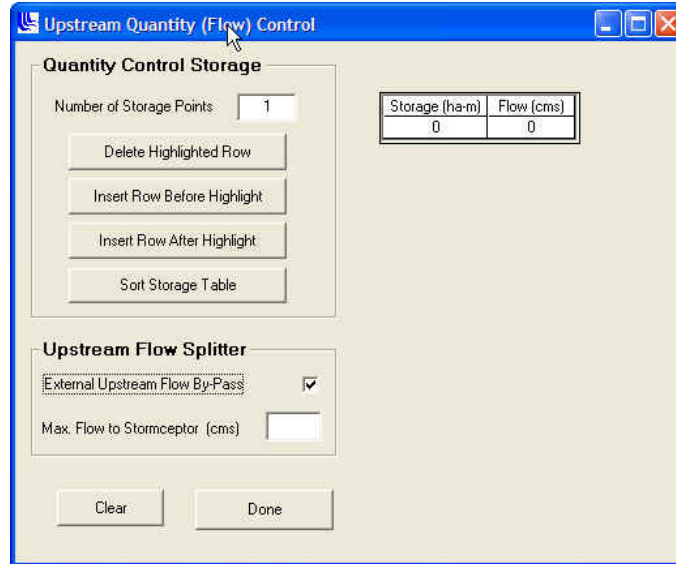 Upstream Quantity (Flow) Control
Quantity Control Storage
Number of Storage Points 1
Delete Highlighted Row
Insert Row Before Highlight
Insert Row After Highlight
Sort Storage Table
Storage (ha-m) Flow (cms)
0 0
Upstream Flow Splitter
External Upstream Flow By-Pass
Max. Flow to Stormceptor (cms)
Clear Done